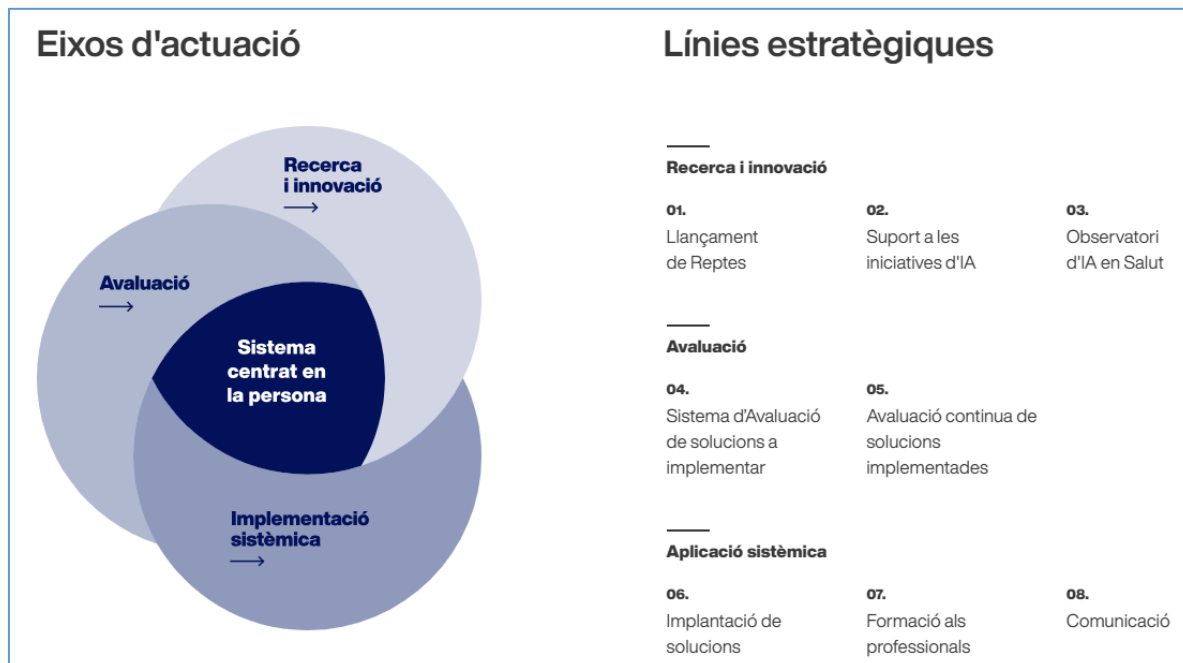 Eixos d'actuació
Recerca
i innovació
Avaluació
Sistema
centrat en
la persona
Implementació
sistèmica
Línies estratègiques
Recerca i innovació
01.
Llançament
de Reptes
02.
Suport a les
iniciatives d'IA
03.
Observatori
d'IA en Salut
Avaluació
04.
Sistema d'Avaluació
de solucions a
implementar
05.
Avaluació continua de
solucions
implementades
Aplicació sistèmica
06.
Implantació de
solucions
07.
Formació als
professionals
08.
Comunicació